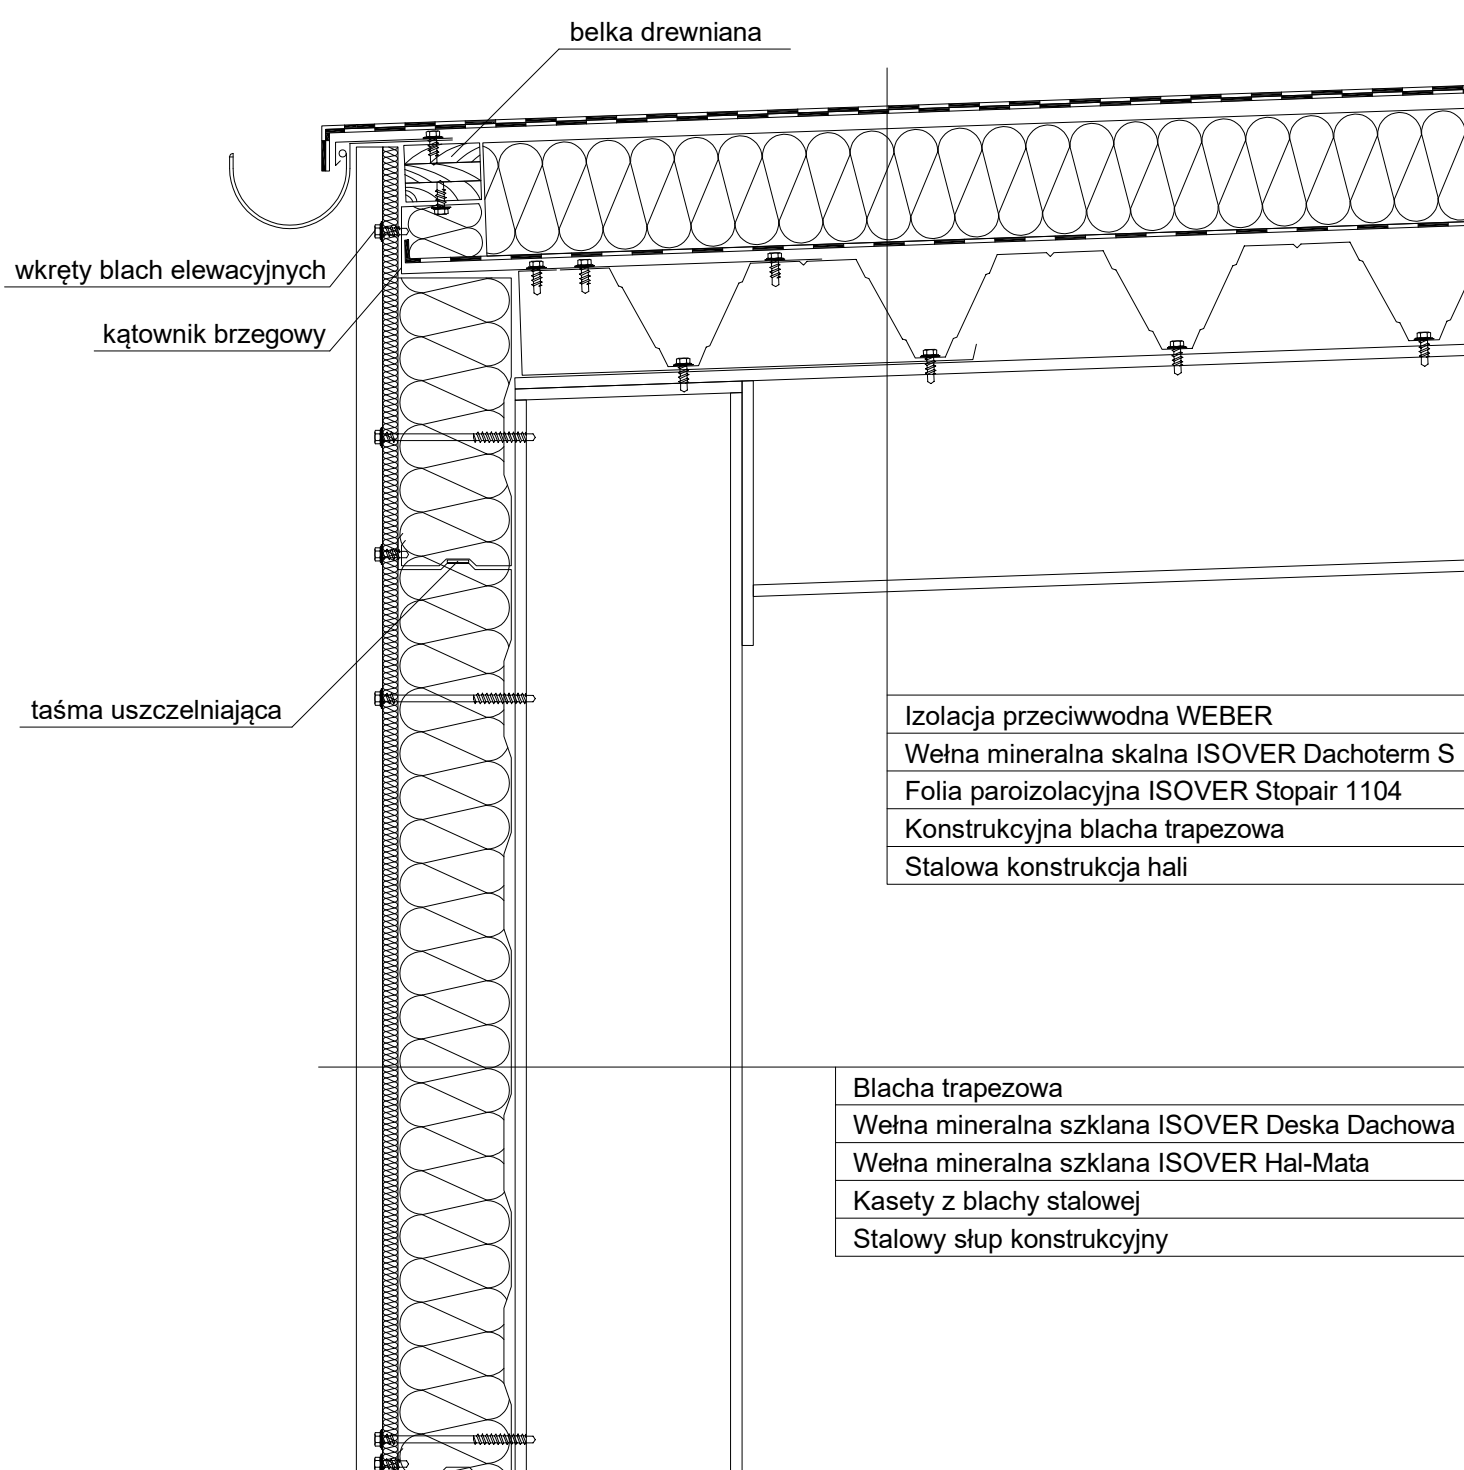 belka drewniana
wkręty blach elewacyjnych
kątownik brzegowy
taśma uszczelniająca
Izolacja przeciwwodna WEBER
Wełna mineralna skalna ISOVER Dachoterm S
Folia paroizolacyjna ISOVER Stopair 1104
Konstrukcyjna blacha trapezowa
Stalowa konstrukcja hali
Blacha trapezowa
Wełna mineralna szklana ISOVER Deska Dachowa
Wełna mineralna szklana ISOVER Hal-Mata
Kasety z blachy stalowej
Stalowy słup konstrukcyjny